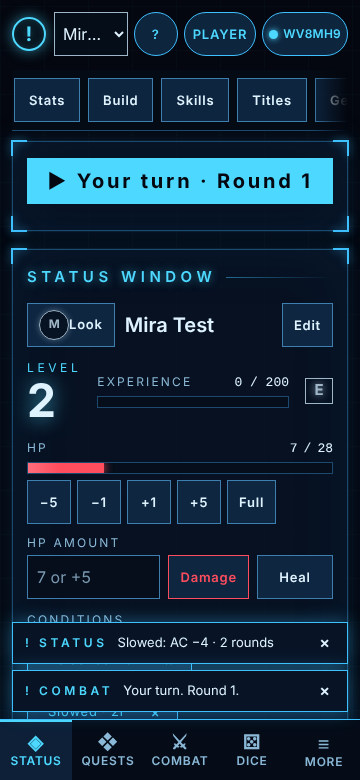 ! Mir... ? PLAYER WV8MH9
Stats Build Skills Titles Ge
▶ Your turn · Round 1
STATUS WINDOW
M Look Mira Test Edit
LEVEL
2
EXPERIENCE 0 / 200 E
HP 7 / 28
−5 −1 +1 +5 Full
HP AMOUNT
7 or +5 Damage Heal
CONDITIONS
! STATUS Slowed: AC −4 · 2 rounds ×
! COMBAT Your turn. Round 1. ×
Slowed 2r ×
STATUS QUESTS COMBAT DICE MORE